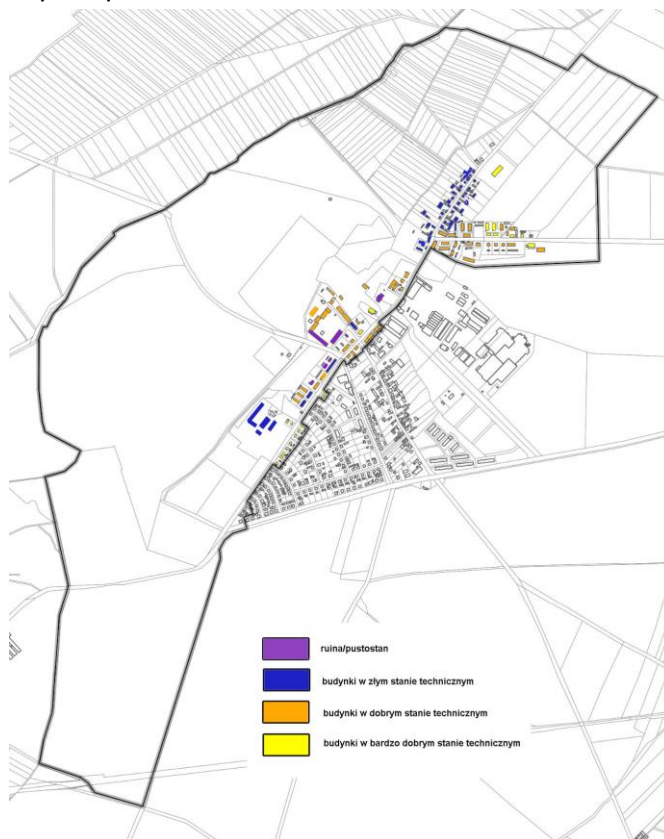 ruina/pustostan
budynki w złym stanie technicznym
budynki w dobrym stanie technicznym
budynki w bardzo dobrym stanie technicznym